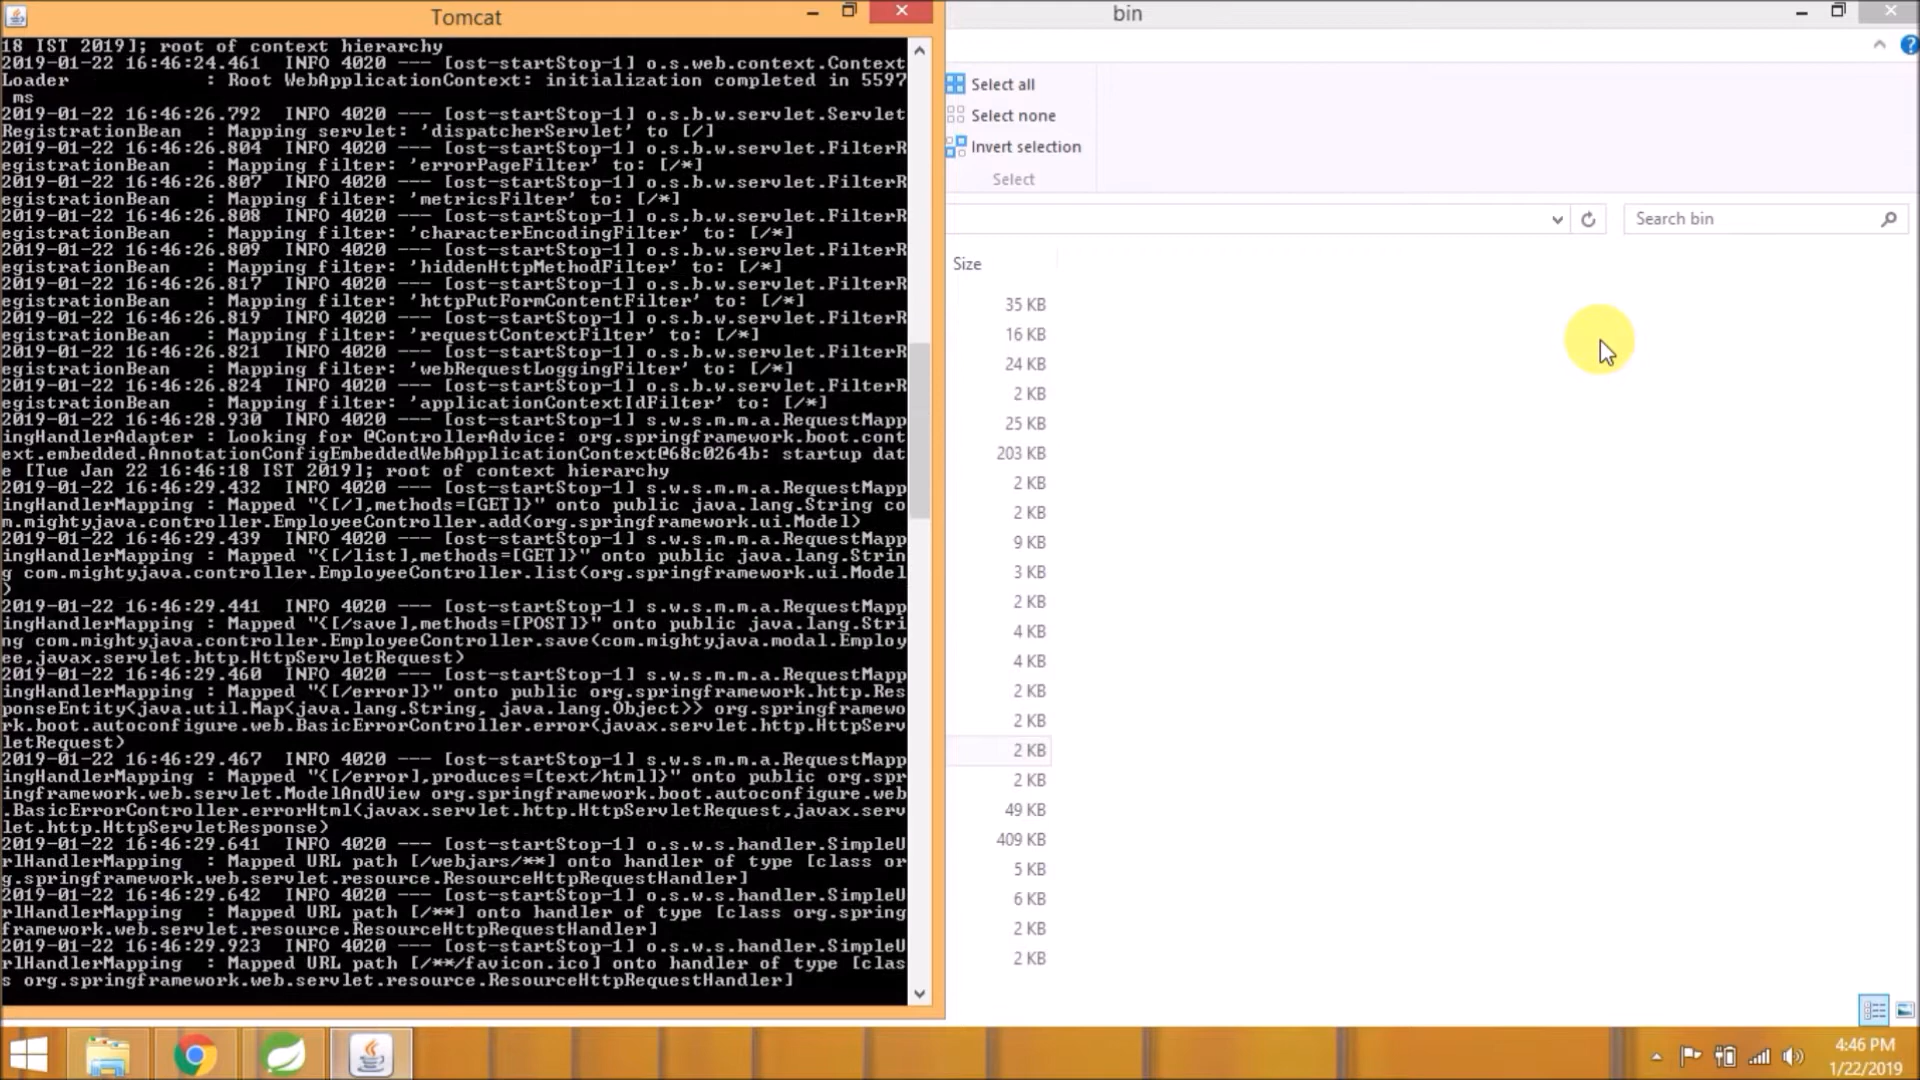 Tomcat
18 IST 2019]; root of context hierarchy
2019-01-22 16:46:24.461  INFO 4020 --- [ost-startStop-1] o.s.web.context.Context
Loader            : Root WebApplicationContext: initialization completed in 5597
 ms
2019-01-22 16:46:26.792  INFO 4020 --- [ost-startStop-1] o.s.b.w.servlet.Servlet
RegistrationBean  : Mapping servlet: 'dispatcherServlet' to [/]
2019-01-22 16:46:26.804  INFO 4020 --- [ost-startStop-1] o.s.b.w.servlet.FilterR
egistrationBean   : Mapping filter: 'errorPageFilter' to: [/*]
2019-01-22 16:46:26.807  INFO 4020 --- [ost-startStop-1] o.s.b.w.servlet.FilterR
egistrationBean   : Mapping filter: 'metricsFilter' to: [/*]
2019-01-22 16:46:26.808  INFO 4020 --- [ost-startStop-1] o.s.b.w.servlet.FilterR
egistrationBean   : Mapping filter: 'characterEncodingFilter' to: [/*]
2019-01-22 16:46:26.809  INFO 4020 --- [ost-startStop-1] o.s.b.w.servlet.FilterR
egistrationBean   : Mapping filter: 'hiddenHttpMethodFilter' to: [/*]
2019-01-22 16:46:26.817  INFO 4020 --- [ost-startStop-1] o.s.b.w.servlet.FilterR
egistrationBean   : Mapping filter: 'httpPutFormContentFilter' to: [/*]
2019-01-22 16:46:26.819  INFO 4020 --- [ost-startStop-1] o.s.b.w.servlet.FilterR
egistrationBean   : Mapping filter: 'requestContextFilter' to: [/*]
2019-01-22 16:46:26.821  INFO 4020 --- [ost-startStop-1] o.s.b.w.servlet.FilterR
egistrationBean   : Mapping filter: 'webRequestLoggingFilter' to: [/*]
2019-01-22 16:46:26.824  INFO 4020 --- [ost-startStop-1] o.s.b.w.servlet.FilterR
egistrationBean   : Mapping filter: 'applicationContextIdFilter' to: [/*]
2019-01-22 16:46:28.930  INFO 4020 --- [ost-startStop-1] s.w.s.m.m.a.RequestMapp
ingHandlerAdapter : Looking for @ControllerAdvice: org.springframework.boot.cont
ext.embedded.AnnotationConfigEmbeddedWebApplicationContext@68c0264b: startup dat
e [Tue Jan 22 16:46:18 IST 2019]; root of context hierarchy
2019-01-22 16:46:29.432  INFO 4020 --- [ost-startStop-1] s.w.s.m.m.a.RequestMapp
ingHandlerMapping : Mapped "{[/],methods=[GET]}" onto public java.lang.String co
m.mightyjava.controller.EmployeeController.add(org.springframework.ui.Model)
2019-01-22 16:46:29.439  INFO 4020 --- [ost-startStop-1] s.w.s.m.m.a.RequestMapp
ingHandlerMapping : Mapped "{[/list],methods=[GET]}" onto public java.lang.Strin
g com.mightyjava.controller.EmployeeController.list(org.springframework.ui.Model
)
2019-01-22 16:46:29.441  INFO 4020 --- [ost-startStop-1] s.w.s.m.m.a.RequestMapp
ingHandlerMapping : Mapped "{[/save],methods=[POST]}" onto public java.lang.Stri
ng com.mightyjava.controller.EmployeeController.save(com.mightyjava.modal.Employ
ee,javax.servlet.http.HttpServletRequest)
2019-01-22 16:46:29.460  INFO 4020 --- [ost-startStop-1] s.w.s.m.m.a.RequestMapp
ingHandlerMapping : Mapped "{[/error]}" onto public org.springframework.http.Res
ponseEntity<java.util.Map<java.lang.String, java.lang.Object>> org.springframewo
rk.boot.autoconfigure.web.BasicErrorController.error(javax.servlet.http.HttpServ
letRequest)
2019-01-22 16:46:29.467  INFO 4020 --- [ost-startStop-1] s.w.s.m.m.a.RequestMapp
ingHandlerMapping : Mapped "{[/error],produces=[text/html]}" onto public org.spr
ingframework.web.servlet.ModelAndView org.springframework.boot.autoconfigure.web
.BasicErrorController.errorHtml(javax.servlet.http.HttpServletRequest,javax.serv
let.http.HttpServletResponse)
2019-01-22 16:46:29.641  INFO 4020 --- [ost-startStop-1] o.s.w.s.handler.SimpleU
rlHandlerMapping  : Mapped URL path [/webjars/**] onto handler of type [class or
g.springframework.web.servlet.resource.ResourceHttpRequestHandler]
2019-01-22 16:46:29.642  INFO 4020 --- [ost-startStop-1] o.s.w.s.handler.SimpleU
rlHandlerMapping  : Mapped URL path [/**] onto handler of type [class org.spring
framework.web.servlet.resource.ResourceHttpRequestHandler]
2019-01-22 16:46:29.923  INFO 4020 --- [ost-startStop-1] o.s.w.s.handler.SimpleU
rlHandlerMapping  : Mapped URL path [/**/favicon.ico] onto handler of type [clas
s org.springframework.web.servlet.resource.ResourceHttpRequestHandler]
bin
Select all
Select none
Invert selection
Select
Search bin
Size
35 KB
16 KB
24 KB
2 KB
25 KB
203 KB
2 KB
2 KB
9 KB
3 KB
2 KB
4 KB
4 KB
2 KB
2 KB
2 KB
2 KB
49 KB
409 KB
5 KB
6 KB
2 KB
2 KB
4:46 PM
1/22/2019